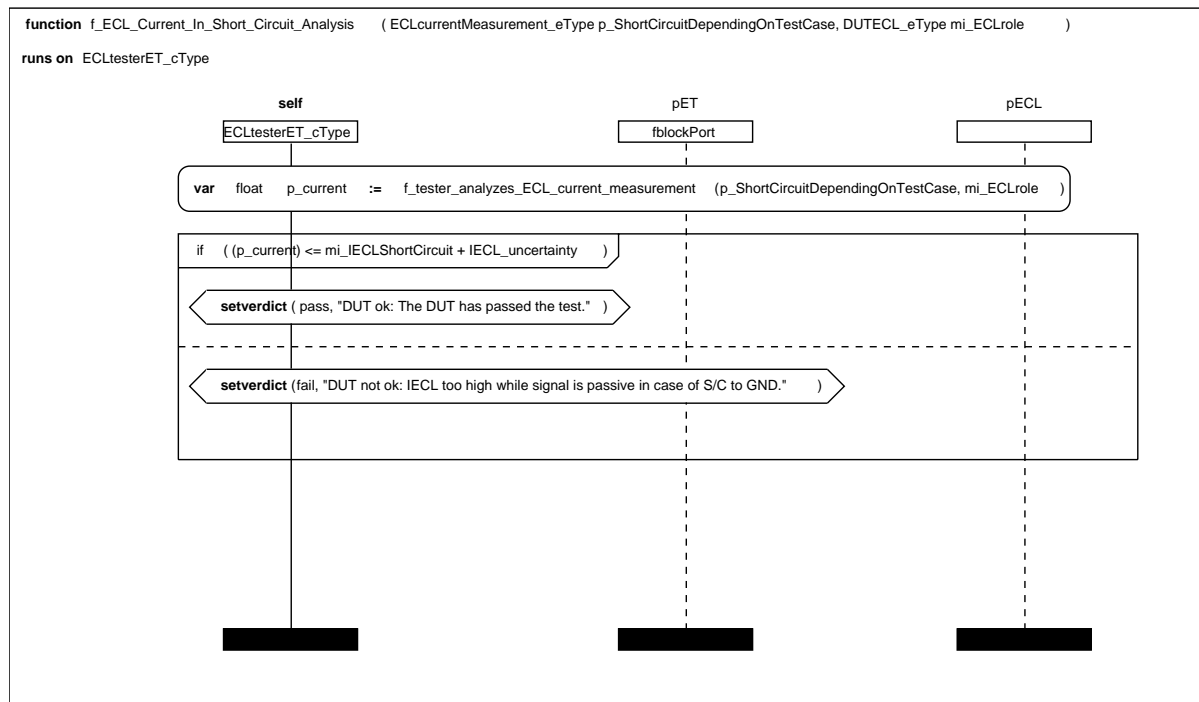 function f_ECL_Current_In_Short_Circuit_Analysis ( ECLcurrentMeasurement_eType p_ShortCircuitDependingOnTestCase, DUTECL_eType mi_ECLrole )
runs on ECLtesterET_cType
self pET pECL
ECLtesterET_cType fblockPort
var float p_current := f_tester_analyzes_ECL_current_measurement (p_ShortCircuitDependingOnTestCase, mi_ECLrole )
if ( (p_current) <= mi_IECLShortCircuit + IECL_uncertainty )
setverdict ( pass, "DUT ok: The DUT has passed the test." )
setverdict (fail, "DUT not ok: IECL too high while signal is passive in case of S/C to GND." )